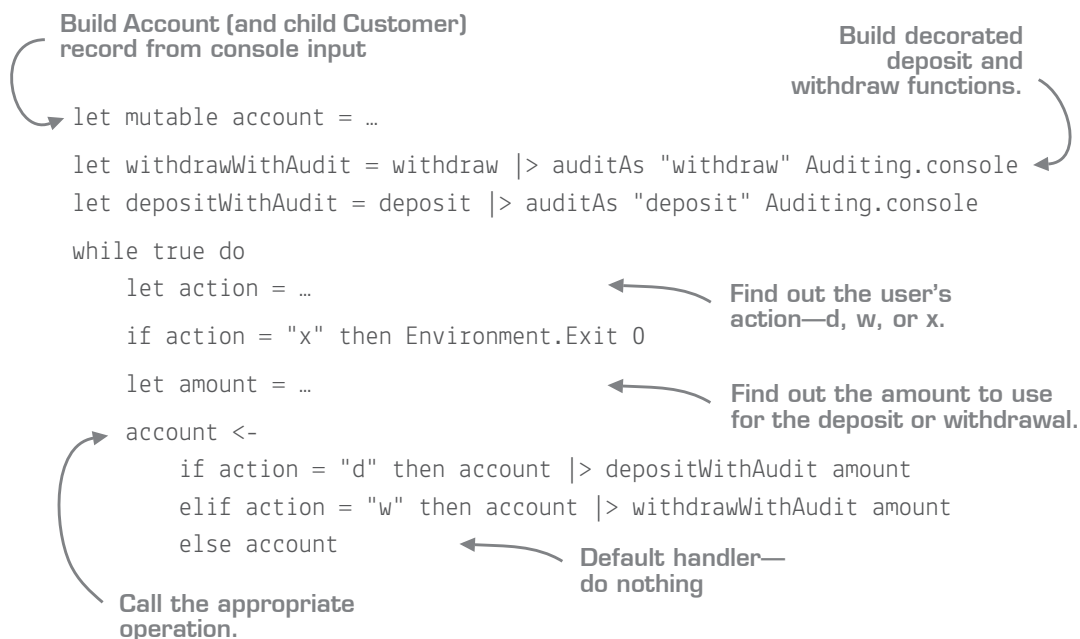 Build Account (and child Customer)
record from console input
Build decorated
deposit and
withdraw functions.
let mutable account = …
let withdrawWithAudit = withdraw |> auditAs "withdraw" Auditing.console
let depositWithAudit = deposit |> auditAs "deposit" Auditing.console
while true do
let action = …
Find out the user's
action—d, w, or x.
if action = "x" then Environment.Exit 0
let amount = …
Find out the amount to use
for the deposit or withdrawal.
account <-
if action = "d" then account |> depositWithAudit amount
elif action = "w" then account |> withdrawWithAudit amount
else account
Default handler—
do nothing
Call the appropriate
operation.